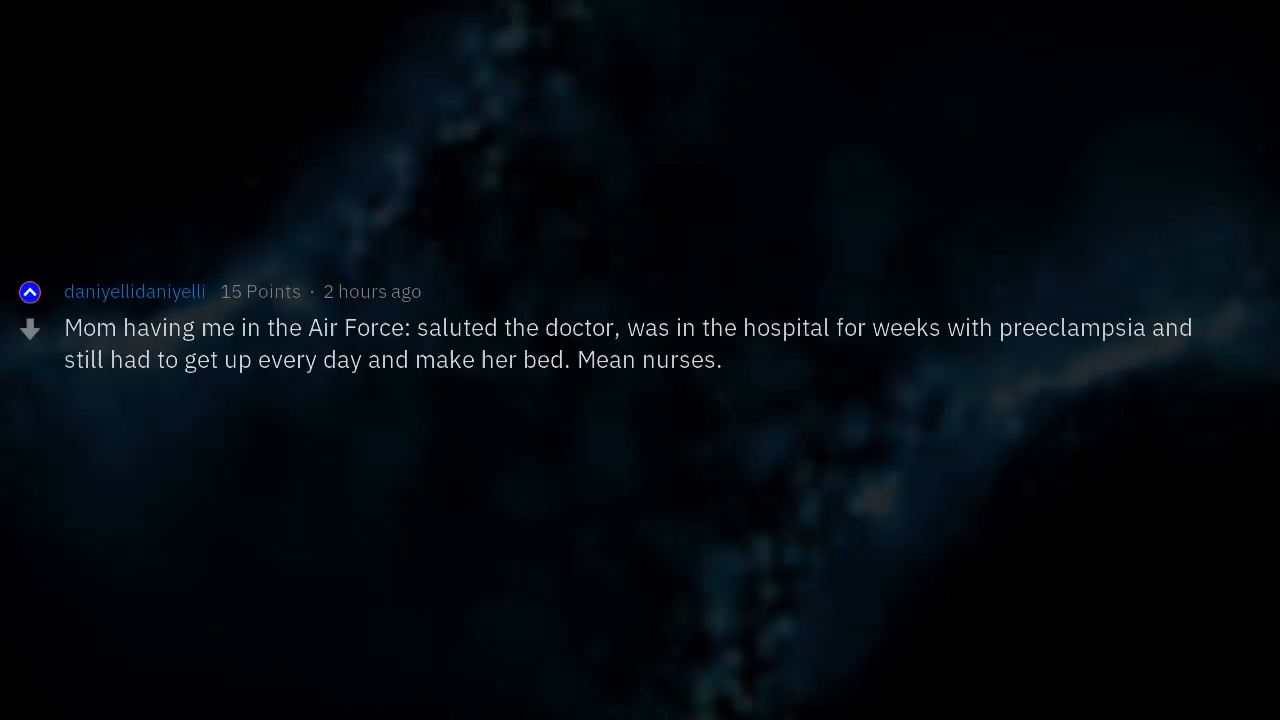 daniyellidaniyelli 15 Points · 2 hours ago
Mom having me in the Air Force: saluted the doctor, was in the hospital for weeks with preeclampsia and
still had to get up every day and make her bed. Mean nurses.